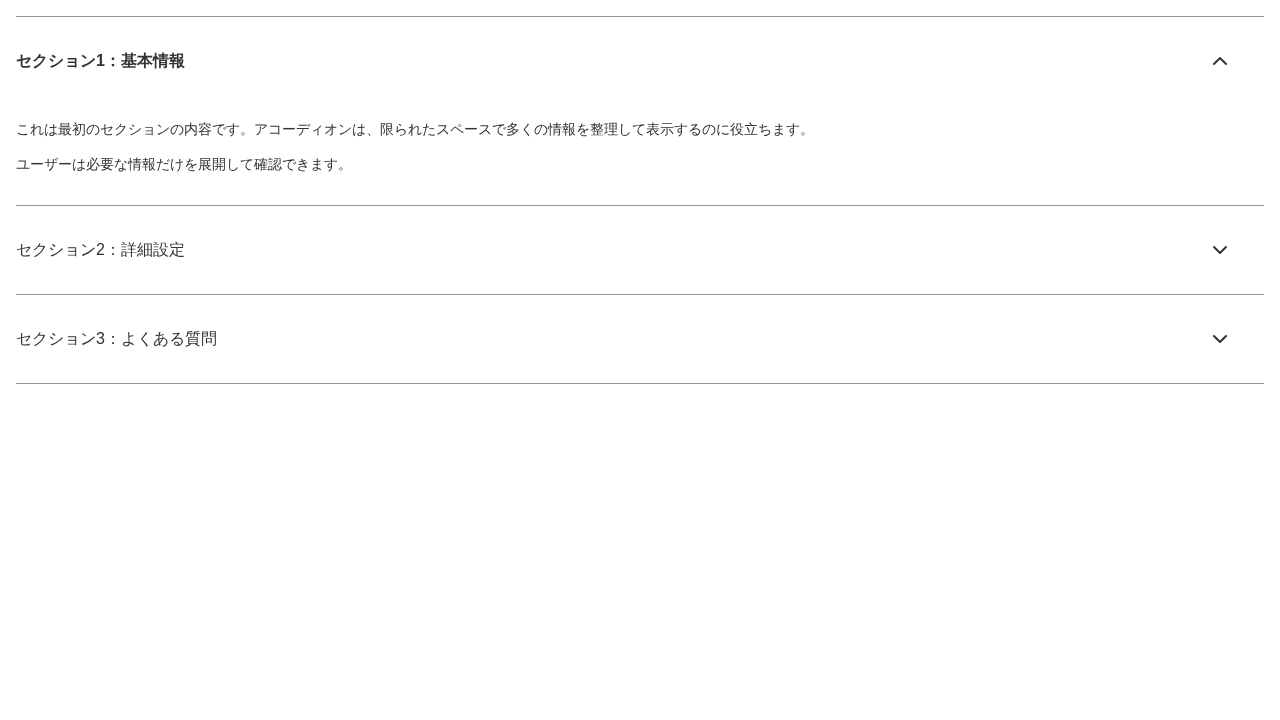 セクション1：基本情報
これは最初のセクションの内容です。アコーディオンは、限られたスペースで多くの情報を整理して表示するのに役立ちます。
ユーザーは必要な情報だけを展開して確認できます。
セクション2：詳細設定
セクション3：よくある質問